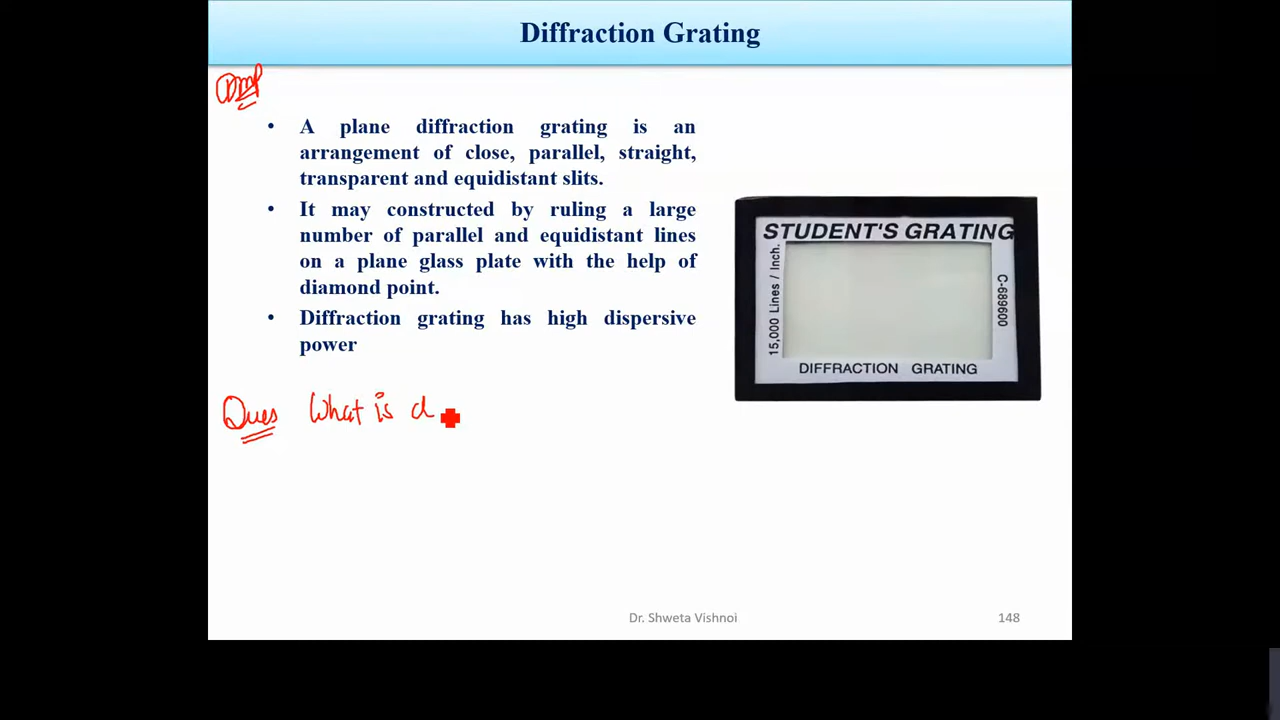 Diffraction Grating
Imp
• A plane diffraction grating is an
arrangement of close, parallel, straight,
transparent and equidistant slits.
• It may constructed by ruling a large
number of parallel and equidistant lines
on a plane glass plate with the help of
diamond point.
• Diffraction grating has high dispersive
power
STUDENT'S GRATING
15,000 Lines / Inch.
C-689600
DIFFRACTION GRATING
Ques What is d
Dr. Shweta Vishnoi
148